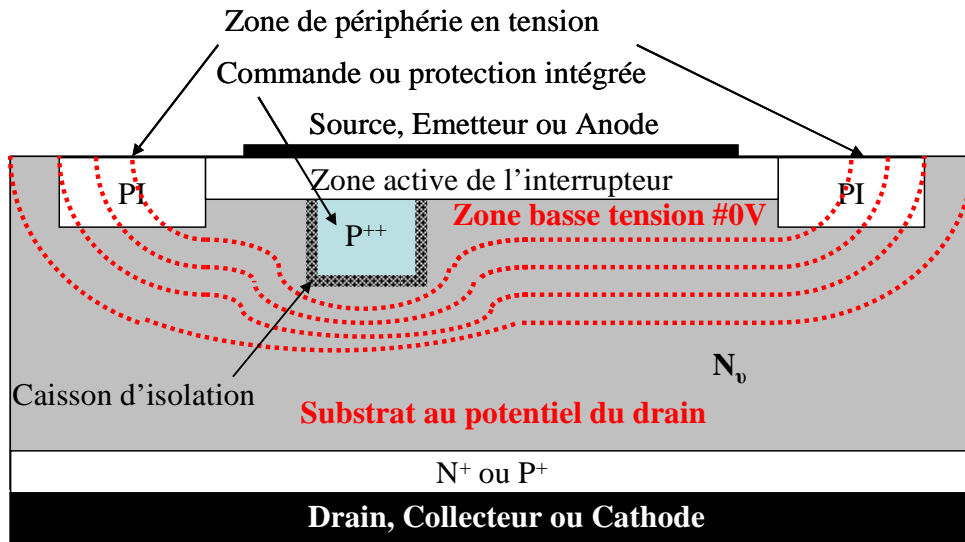 Zone de périphérie en tension
Commande ou protection intégrée
Source, Emetteur ou Anode
PI
Zone active de l'interrupteur
PI
P++
Zone basse tension #0V
Nυ
Caisson d'isolation
Substrat au potentiel du drain
N+ ou P+
Drain, Collecteur ou Cathode